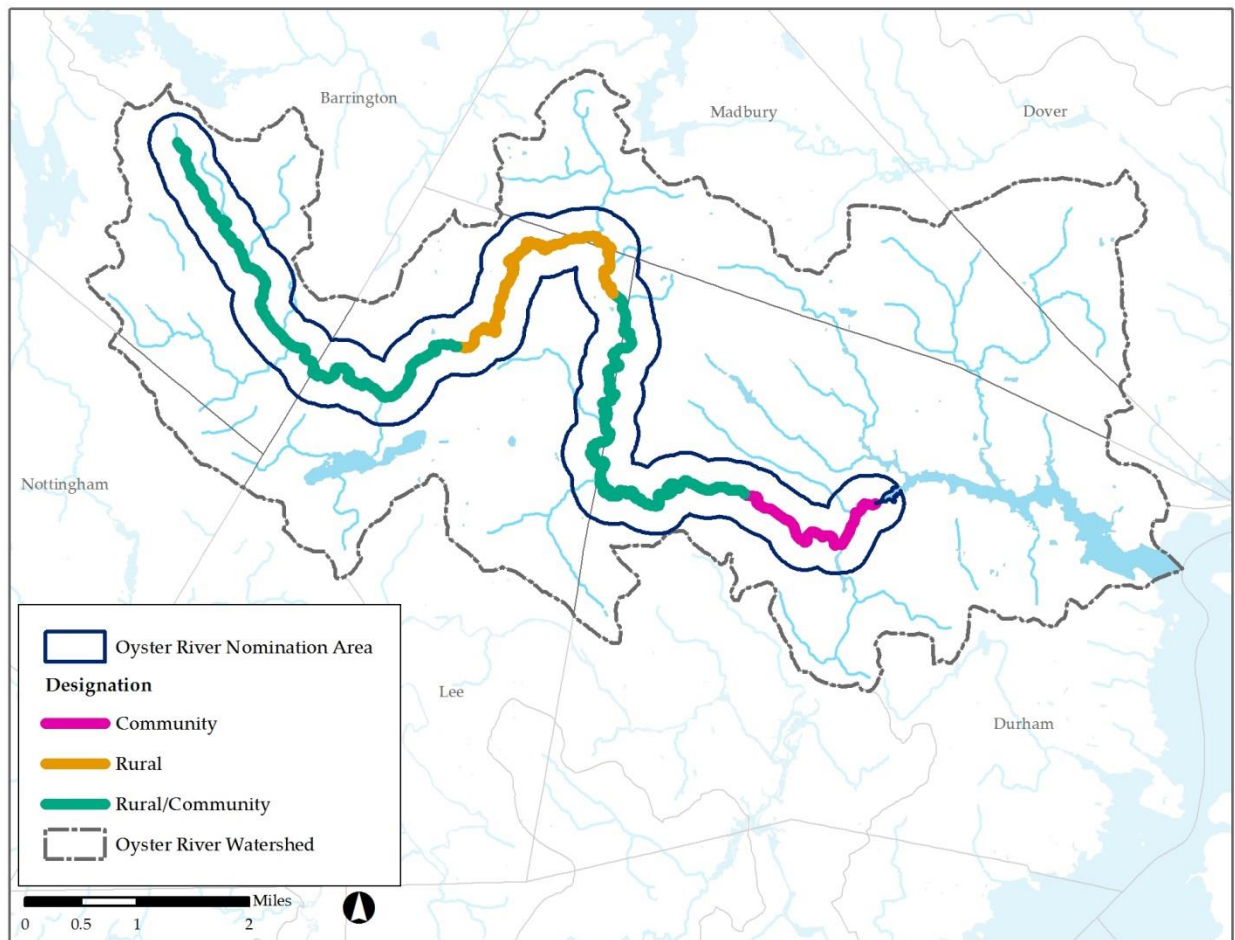 Barrington
Madbury
Dover
Nottingham
Lee
Durham
Oyster River Nomination Area
Designation
Community
Rural
Rural/Community
Oyster River Watershed
Miles
0 0.5 1 2